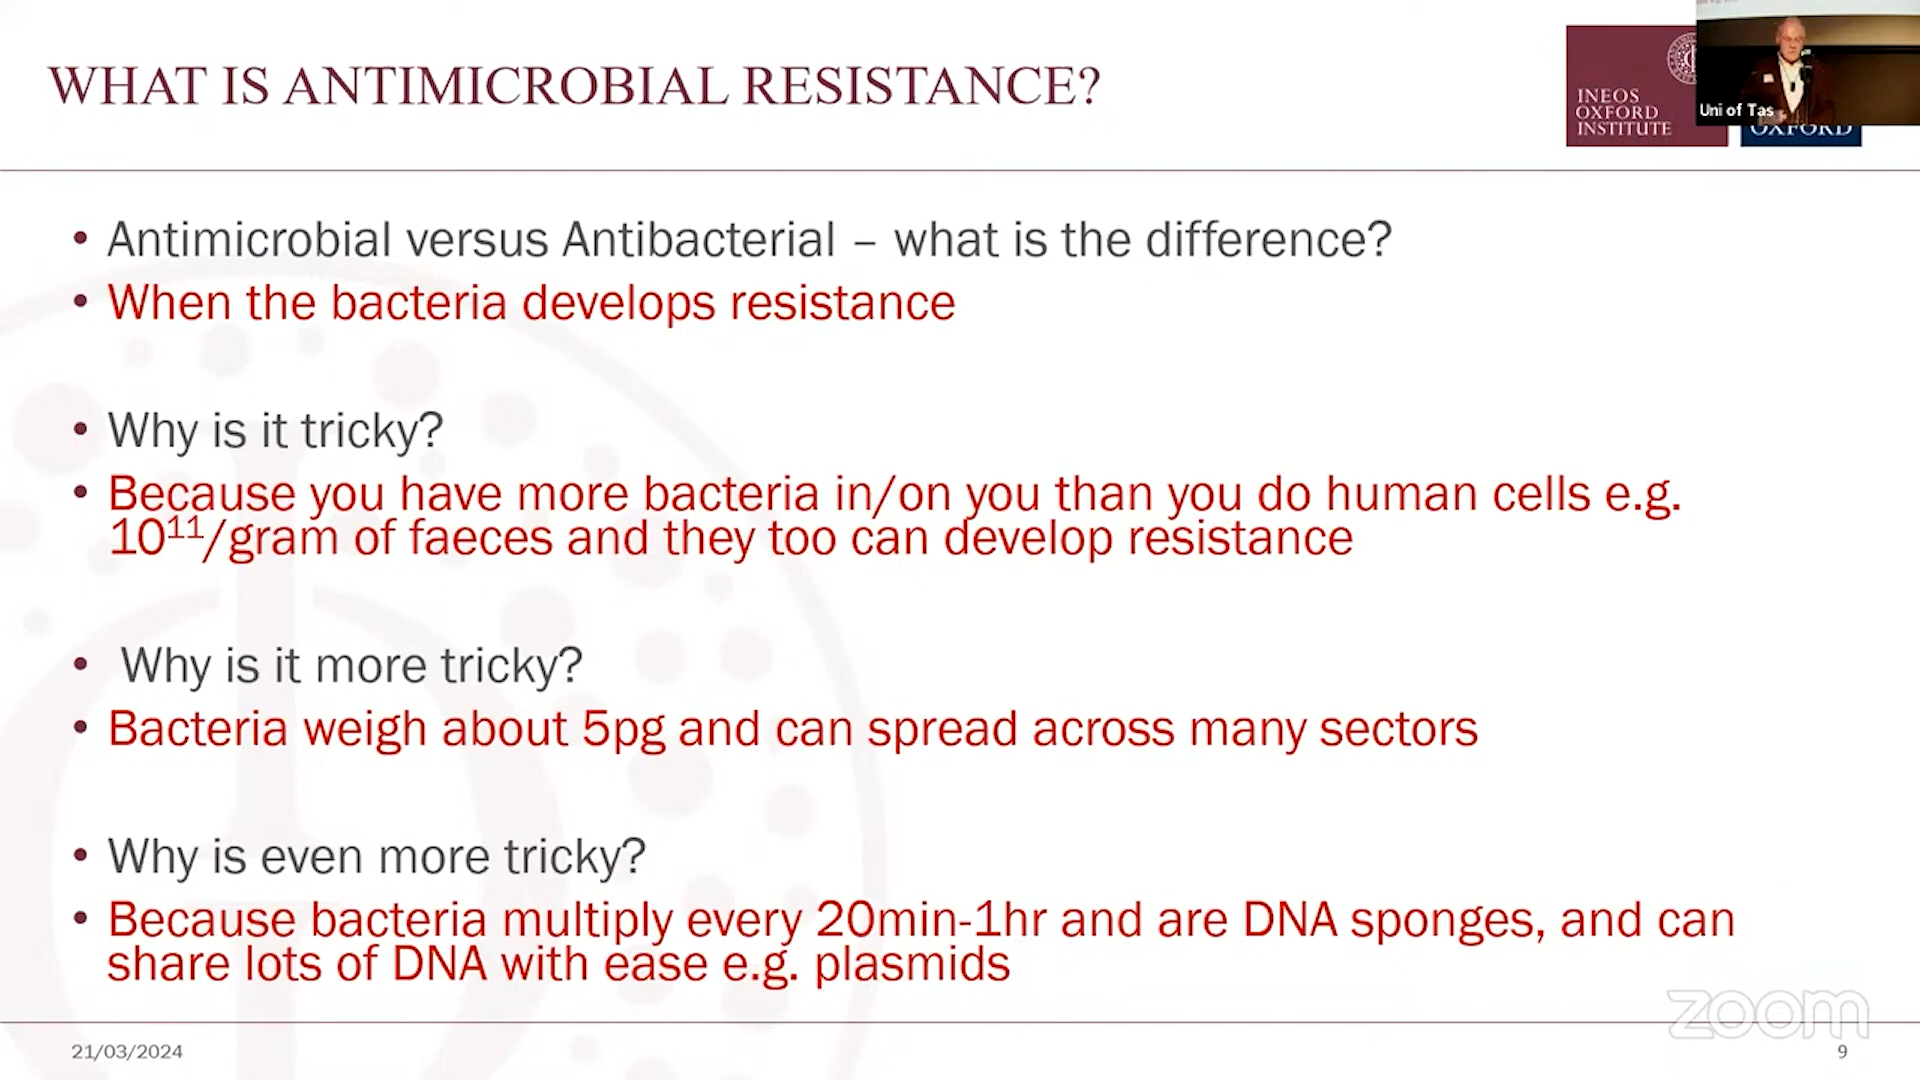 WHAT IS ANTIMICROBIAL RESISTANCE?
INEOS
OXFORD
INSTITUTE
OXFORD
Uni of Tas
• Antimicrobial versus Antibacterial – what is the difference?
• When the bacteria develops resistance
• Why is it tricky?
• Because you have more bacteria in/on you than you do human cells e.g.
10¹¹/gram of faeces and they too can develop resistance
• Why is it more tricky?
• Bacteria weigh about 5pg and can spread across many sectors
• Why is even more tricky?
• Because bacteria multiply every 20min-1hr and are DNA sponges, and can
share lots of DNA with ease e.g. plasmids
zoom
21/03/2024
9